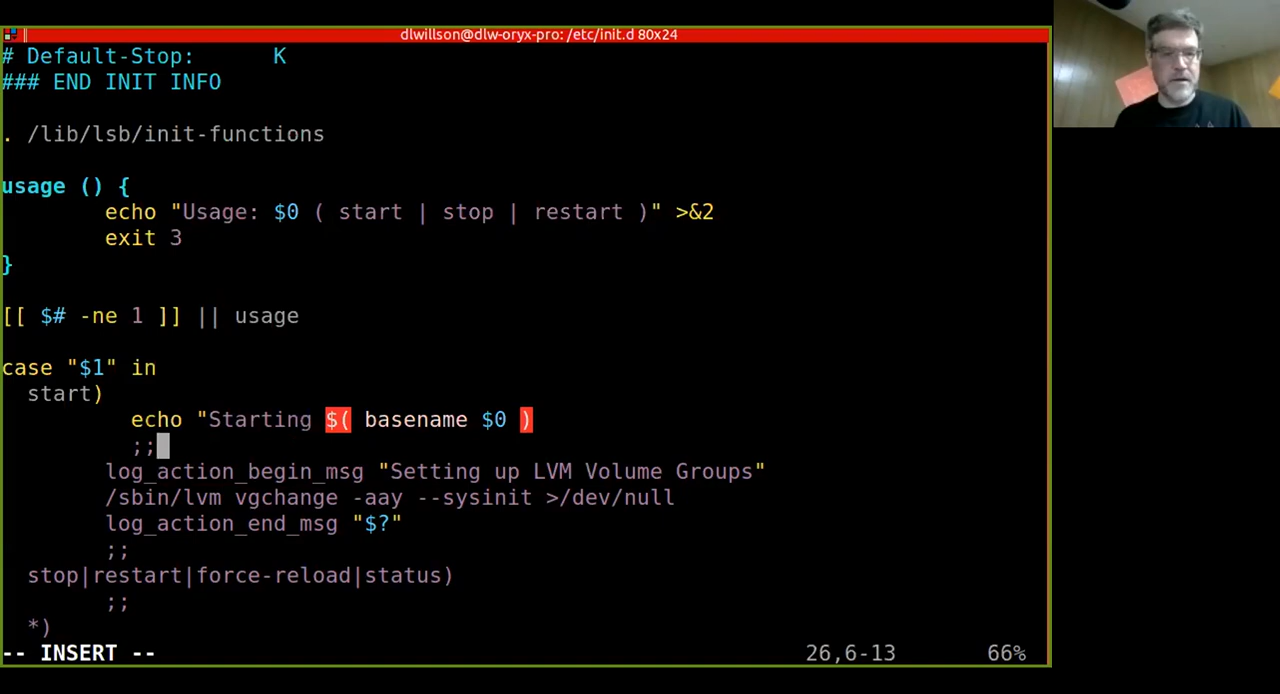 dlwillson@dlw-oryx-pro: /etc/init.d 80x24
# Default-Stop:      K
### END INIT INFO
. /lib/lsb/init-functions
usage () {
        echo "Usage: $0 ( start | stop | restart )" >&2
        exit 3
}
[[ $# -ne 1 ]] || usage
case "$1" in
  start)
          echo "Starting $( basename $0 )
          ;;
        log_action_begin_msg "Setting up LVM Volume Groups"
        /sbin/lvm vgchange -aay --sysinit >/dev/null
        log_action_end_msg "$?"
        ;;
  stop|restart|force-reload|status)
        ;;
  *)
-- INSERT --                                                  26,6-13       66%